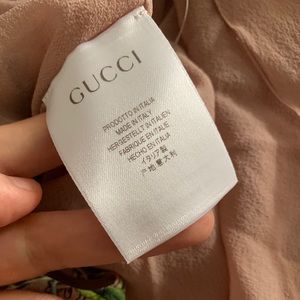 GUCCI
PRODOTTO IN ITALIA
MADE IN ITALY
HERGESTELLT IN ITALIEN
FABRIQUE EN ITALIE
HECHO EN ITALIA
イタリア製
产地 意大利